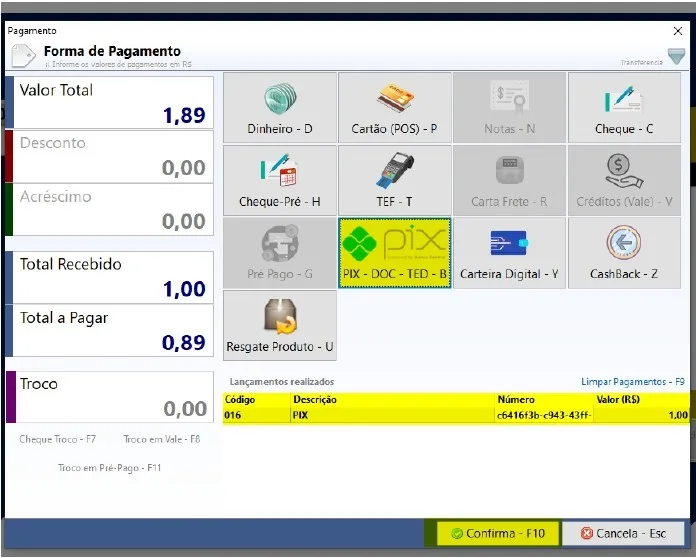 Pagamento
Forma de Pagamento
:: Informe os valores de pagamentos em R$
Transferencia
Valor Total
1,89
Desconto
0,00
Acréscimo
0,00
Total Recebido
1,00
Total a Pagar
0,89
Troco
0,00
Cheque Troco - F7 Troco em Vale - F8
Troco em Pré-Pago - F11
Dinheiro - D Cartão (POS) - P Notas - N Cheque - C
Cheque-Pré - H TEF - T Carta Frete - R Créditos (Vale) - V
pix
Pré Pago - G PIX - DOC - TED - B Carteira Digital - Y CashBack - Z
Resgate Produto - U
Lançamentos realizados Limpar Pagamentos - F9
Código Descrição Número Valor (R$)
016 PIX c6416f3b-c943-43ff- 1.00
Confirma - F10 Cancela - Esc